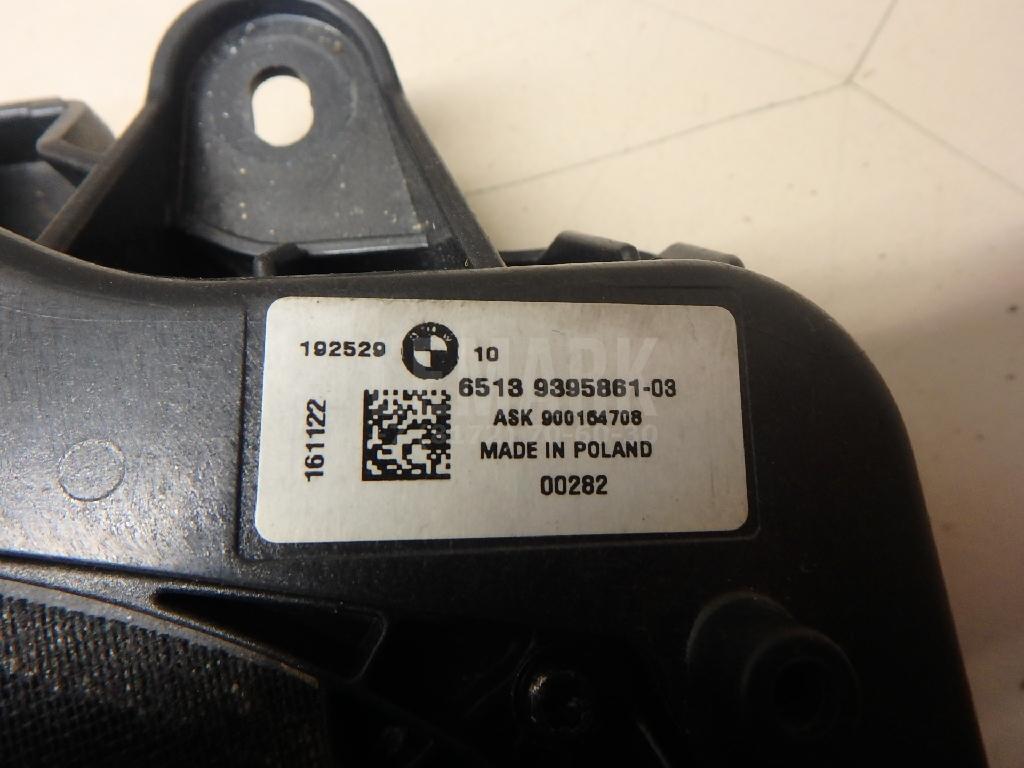 192529 10
6513 9395861-03
ASK 900164708
MADE IN POLAND
00282
161122